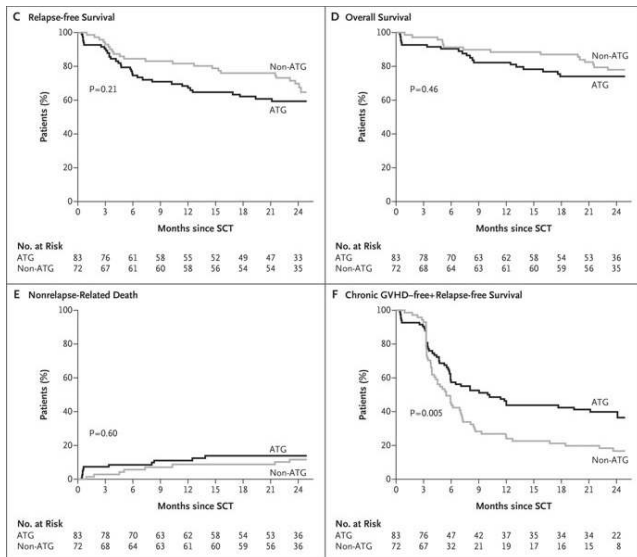 C Relapse-free Survival
100
80
60
40
20
0
Patients (%)
Non-ATG
P=0.21
ATG
0 3 6 9 12 15 18 21 24
Months since SCT
No. at Risk
ATG 83 76 61 58 55 52 49 47 33
Non-ATG 72 67 61 60 58 56 54 54 35
D Overall Survival
100
80
60
40
20
0
Patients (%)
Non-ATG
P=0.46
ATG
0 3 6 9 12 15 18 21 24
Months since SCT
No. at Risk
ATG 83 78 70 63 62 58 54 53 36
Non-ATG 72 68 64 63 61 60 59 56 35
E Nonrelapse-Related Death
100
80
60
40
20
0
Patients (%)
P=0.60
ATG
Non-ATG
0 3 6 9 12 15 18 21 24
Months since SCT
No. at Risk
ATG 83 78 70 63 62 58 54 53 36
Non-ATG 72 68 64 63 61 60 59 56 36
F Chronic GVHD–free+Relapse-free Survival
100
80
60
40
20
0
Patients (%)
ATG
P=0.005
Non-ATG
0 3 6 9 12 15 18 21 24
Months since SCT
No. at Risk
ATG 83 76 47 42 37 35 34 34 22
Non-ATG 72 67 32 21 19 17 16 15 8